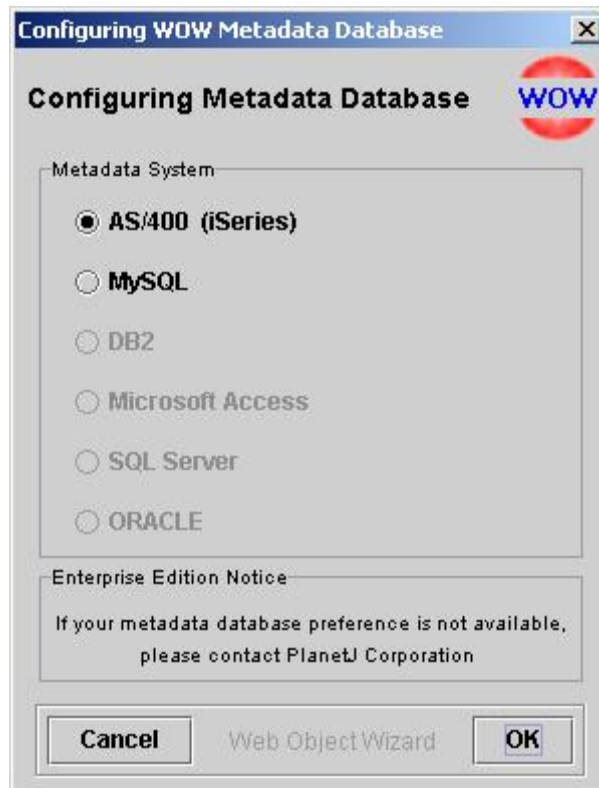 Configuring WOW Metadata Database
Configuring Metadata Database
WOW
Metadata System
AS/400 (iSeries)
MySQL
DB2
Microsoft Access
SQL Server
ORACLE
Enterprise Edition Notice
If your metadata database preference is not available,
please contact PlanetJ Corporation
Cancel
Web Object Wizard
OK